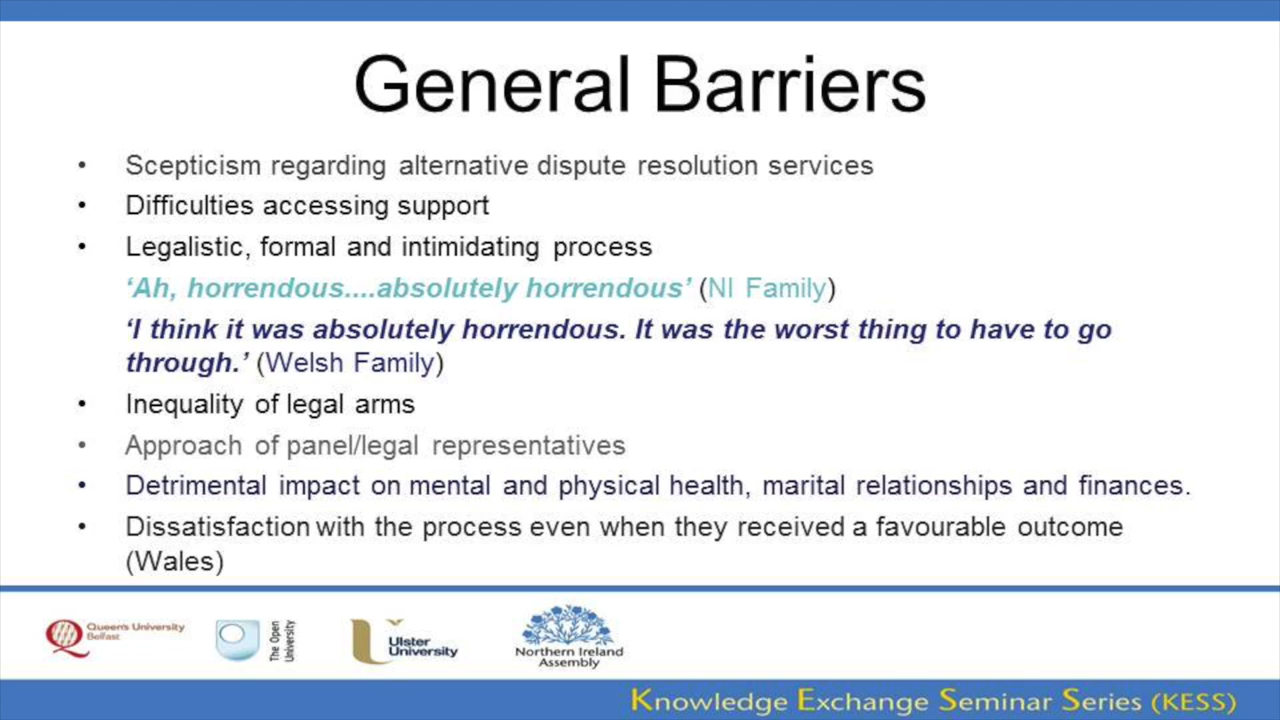 General Barriers
• Scepticism regarding alternative dispute resolution services
• Difficulties accessing support
• Legalistic, formal and intimidating process
‘Ah, horrendous....absolutely horrendous’ (NI Family)
‘I think it was absolutely horrendous. It was the worst thing to have to go
through.’ (Welsh Family)
• Inequality of legal arms
• Approach of panel/legal representatives
• Detrimental impact on mental and physical health, marital relationships and finances.
• Dissatisfaction with the process even when they received a favourable outcome
(Wales)
Queen's University
Belfast
The Open
University
Ulster
University
Northern Ireland
Assembly
Knowledge Exchange Seminar Series (KESS)